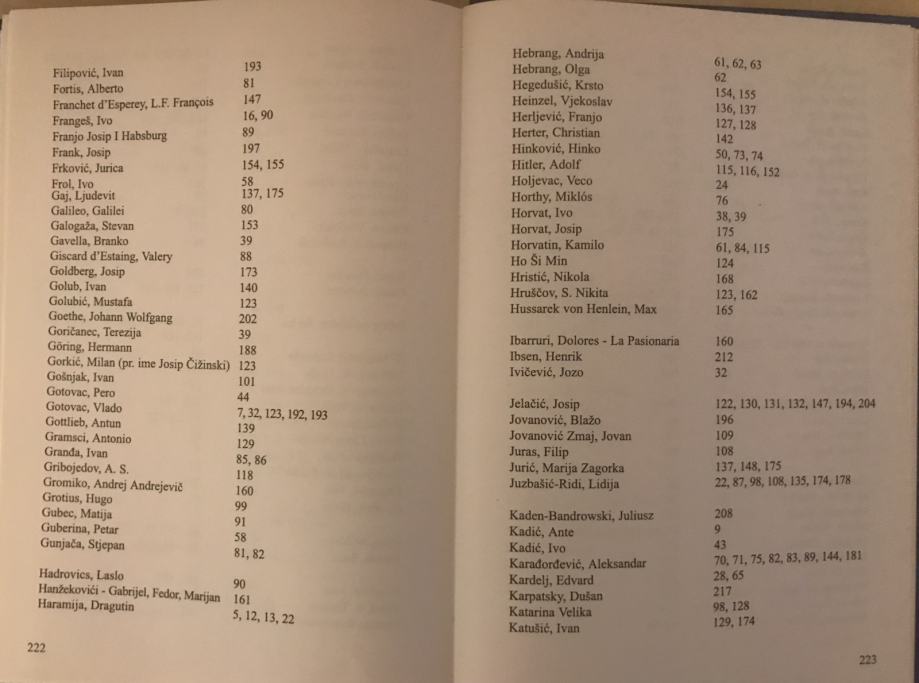 Filipović, Ivan 193
Fortis, Alberto 81
Franchet d'Esperey, L.F. François 147
Frangeš, Ivo 16, 90
Franjo Josip I Habsburg 89
Frank, Josip 197
Frković, Jurica 154, 155
Frol, Ivo 58
Gaj, Ljudevit 137, 175
Galileo, Galilei 80
Galogaža, Stevan 153
Gavella, Branko 39
Giscard d'Estaing, Valery 88
Goldberg, Josip 173
Golub, Ivan 140
Golubić, Mustafa 123
Goethe, Johann Wolfgang 202
Goričanec, Terezija 39
Göring, Hermann 188
Gorkić, Milan (pr. ime Josip Čižinski) 123
Gošnjak, Ivan 101
Gotovac, Pero 44
Gotovac, Vlado 7, 32, 123, 192, 193
Gottlieb, Antun 139
Gramsci, Antonio 129
Granđa, Ivan 85, 86
Gribojedov, A. S. 118
Gromiko, Andrej Andrejevič 160
Grotius, Hugo 99
Gubec, Matija 91
Guberina, Petar 58
Gunjača, Stjepan 81, 82
Hadrovics, Laslo 90
Hanžekovići - Gabrijel, Fedor, Marijan 161
Haramija, Dragutin 5, 12, 13, 22
222
Hebrang, Andrija 61, 62, 63
Hebrang, Olga 62
Hegedušić, Krsto 154, 155
Heinzel, Vjekoslav 136, 137
Herljević, Franjo 127, 128
Herter, Christian 142
Hinković, Hinko 50, 73, 74
Hitler, Adolf 115, 116, 152
Holjevac, Veco 24
Horthy, Miklós 76
Horvat, Ivo 38, 39
Horvat, Josip 175
Horvatin, Kamilo 61, 84, 115
Ho Ši Min 124
Hristić, Nikola 168
Hruščov, S. Nikita 123, 162
Hussarek von Henlein, Max 165
Ibarruri, Dolores - La Pasionaria 160
Ibsen, Henrik 212
Ivičević, Jozo 32
Jelačić, Josip 122, 130, 131, 132, 147, 194, 204
Jovanović, Blažo 196
Jovanović Zmaj, Jovan 109
Juras, Filip 108
Jurić, Marija Zagorka 137, 148, 175
Juzbašić-Ridi, Lidija 22, 87, 98, 108, 135, 174, 178
Kaden-Bandrowski, Juliusz 208
Kadić, Ante 9
Kadić, Ivo 43
Karađorđević, Aleksandar 70, 71, 75, 82, 83, 89, 144, 181
Kardelj, Edvard 28, 65
Karpatsky, Dušan 217
Katarina Velika 98, 128
Katušić, Ivan 129, 174
223